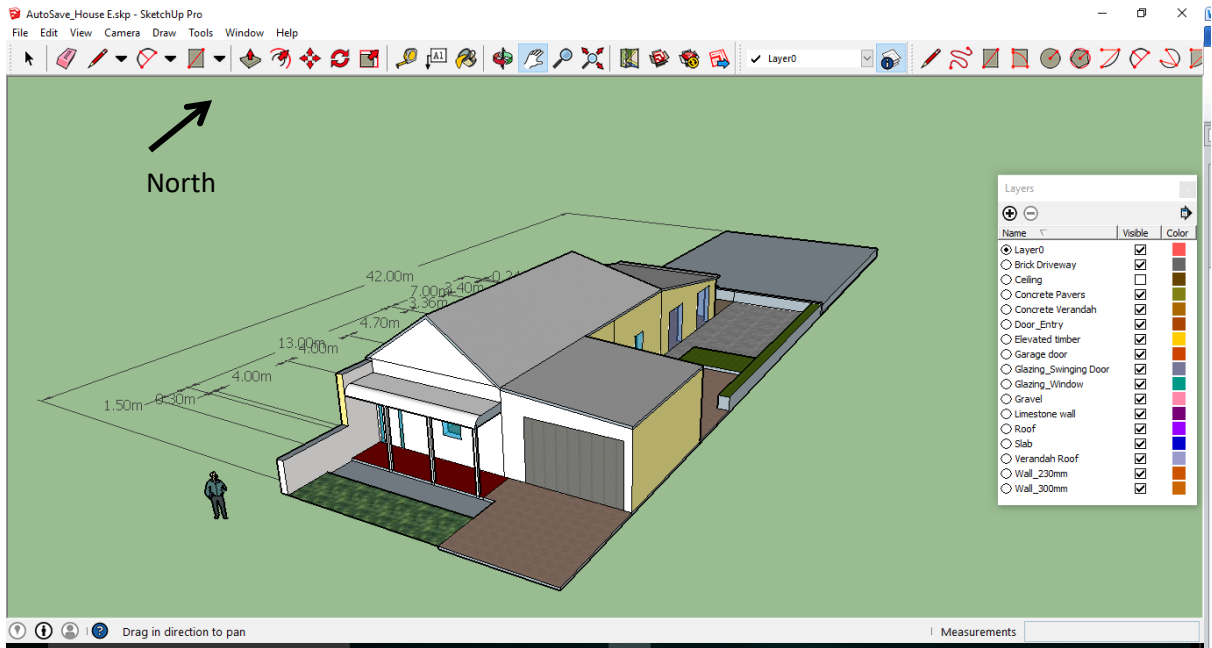 AutoSave_House E.skp - SketchUp Pro
File Edit View Camera Draw Tools Window Help
A1
Layer0
North
Layers
Name Visible Color
Layer0
Brick Driveway
Ceiling
Concrete Pavers
Concrete Verandah
Door_Entry
Elevated timber
Garage door
Glazing_Swinging Door
Glazing_Window
Gravel
Limestone wall
Roof
Slab
Verandah Roof
Wall_230mm
Wall_300mm
42.00m
7.00m
3.40m
3.36m
4.70m
13.00m
4.00m
4.00m
0.30m
1.50m
Drag in direction to pan
Measurements